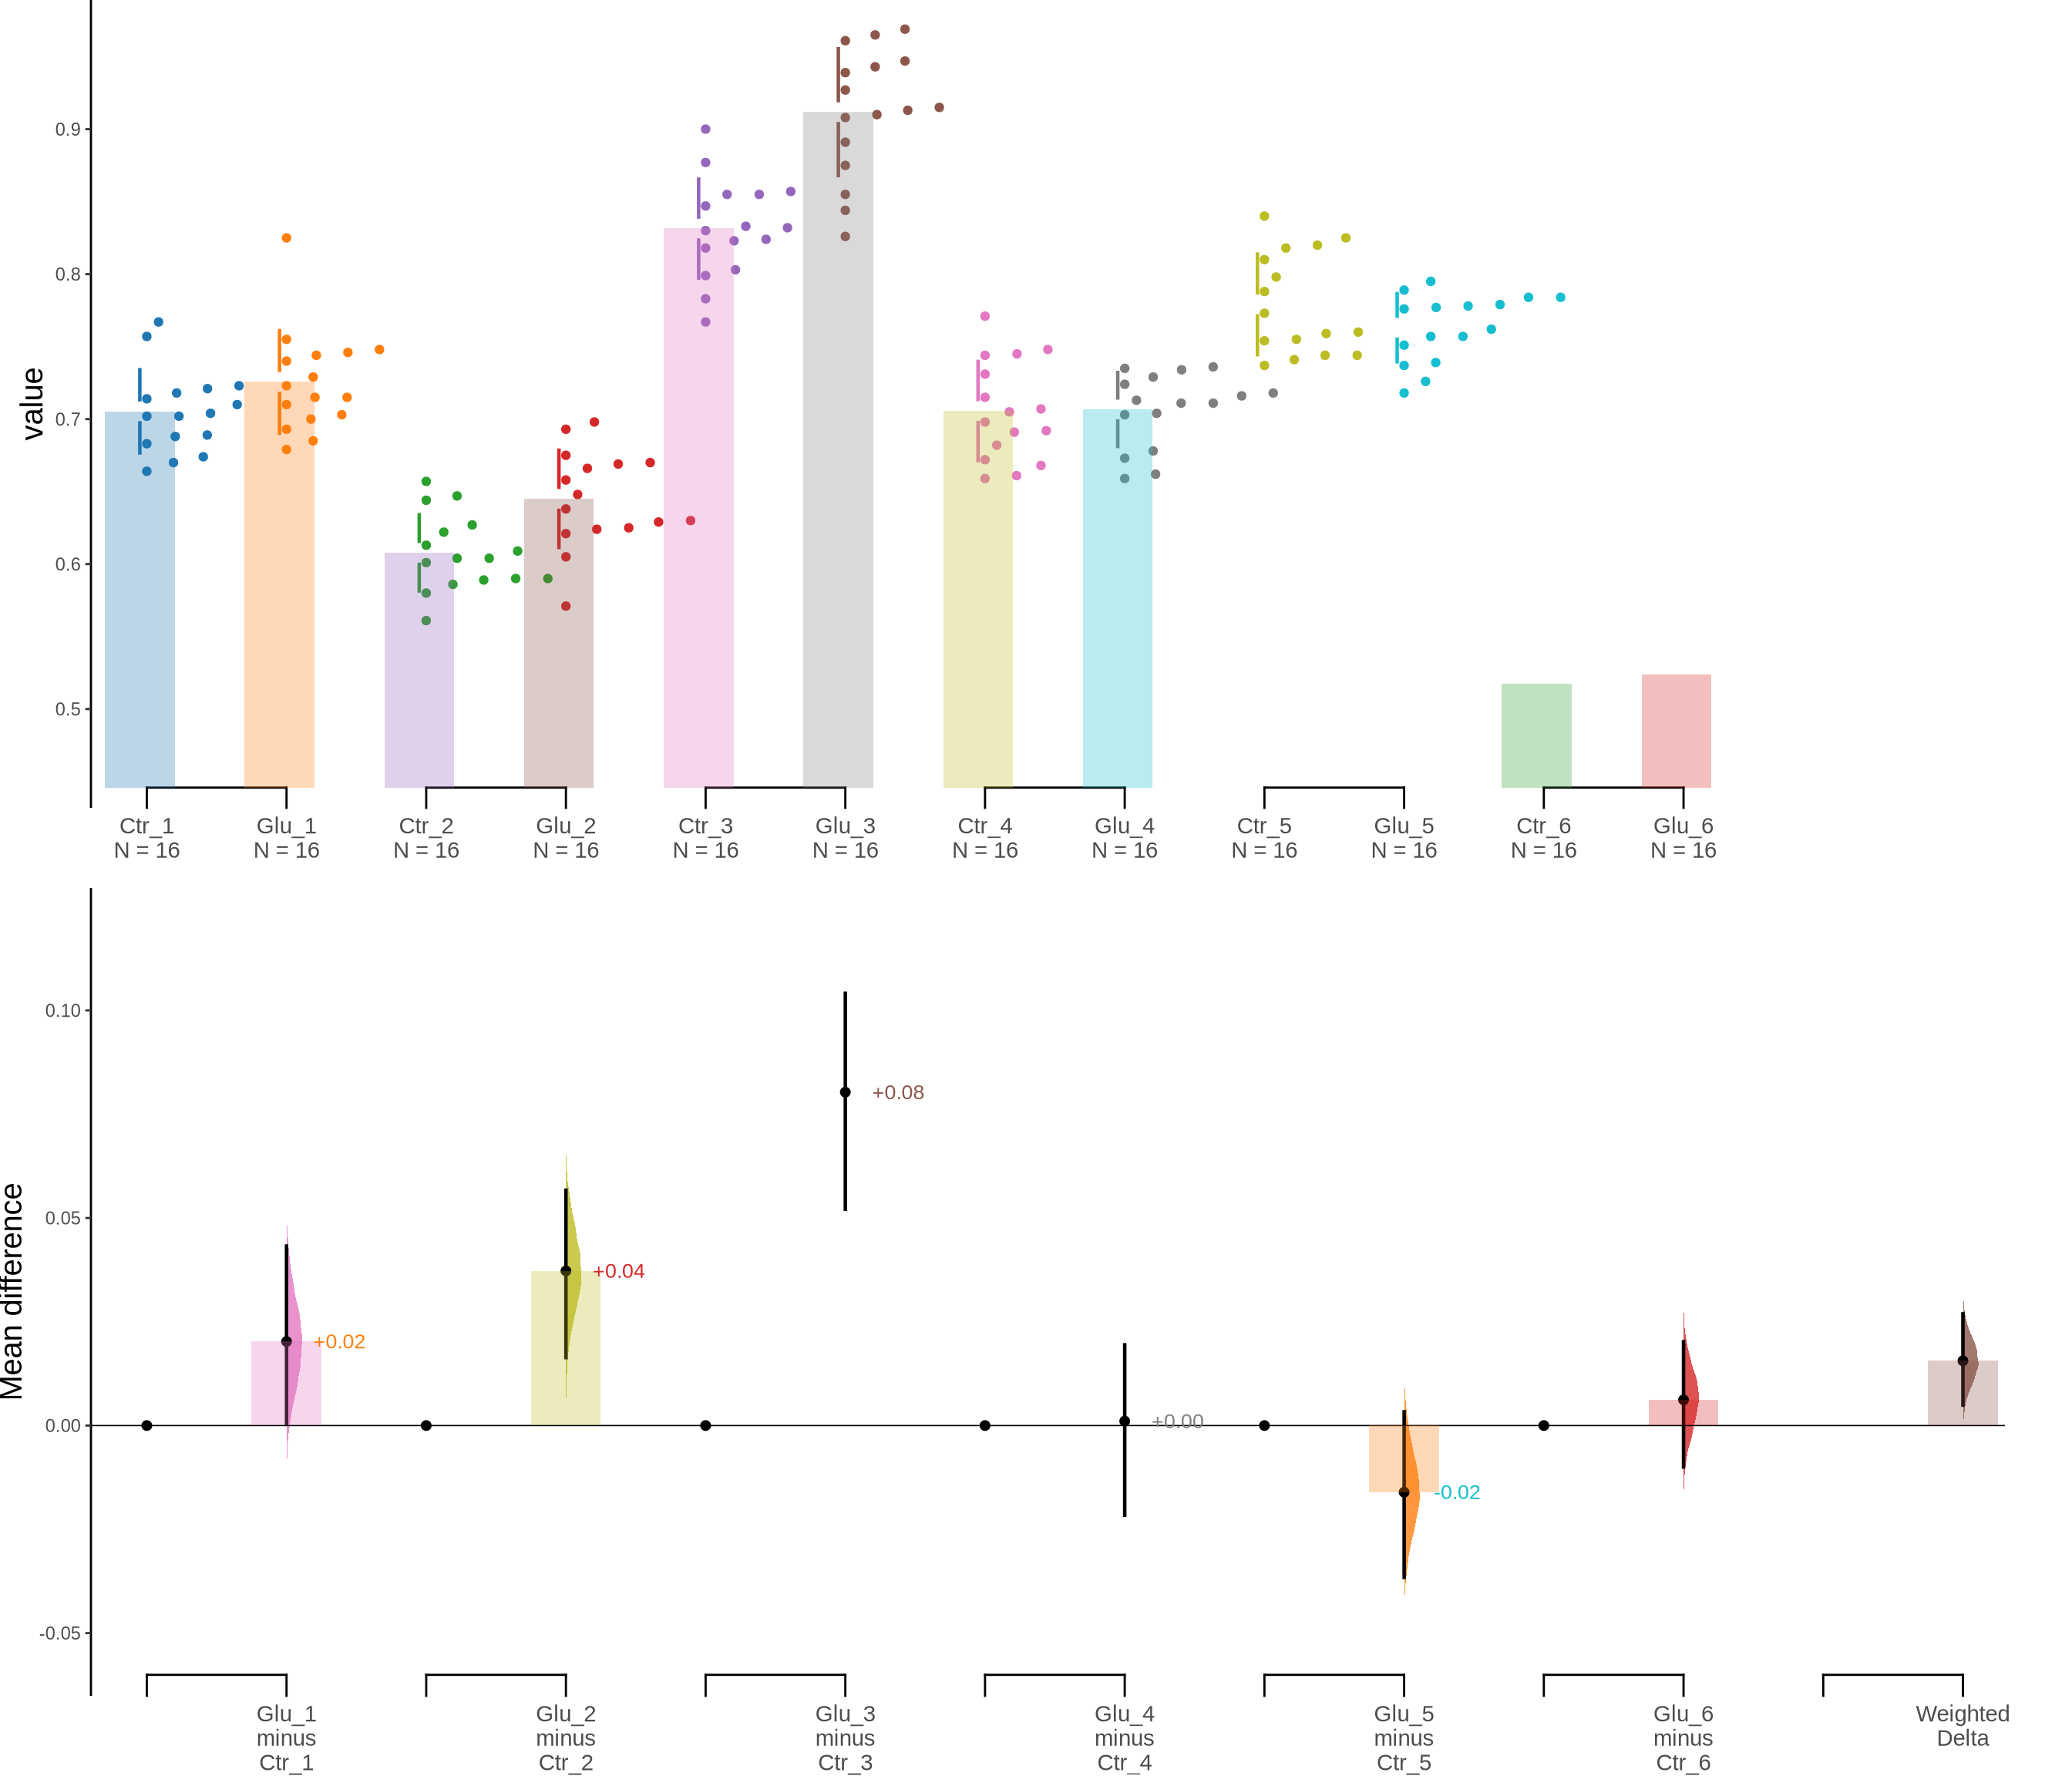 value
0.9
0.8
0.7
0.6
0.5
Ctr_1 Glu_1 Ctr_2 Glu_2 Ctr_3 Glu_3 Ctr_4 Glu_4 Ctr_5 Glu_5 Ctr_6 Glu_6
N = 16 N = 16 N = 16 N = 16 N = 16 N = 16 N = 16 N = 16 N = 16 N = 16 N = 16 N = 16
Mean difference
0.10
0.05
0.00
-0.05
+0.02
+0.04
+0.08
+0.00
-0.02
Glu_1 Glu_2 Glu_3 Glu_4 Glu_5 Glu_6 Weighted
minus minus minus minus minus minus Delta
Ctr_1 Ctr_2 Ctr_3 Ctr_4 Ctr_5 Ctr_6